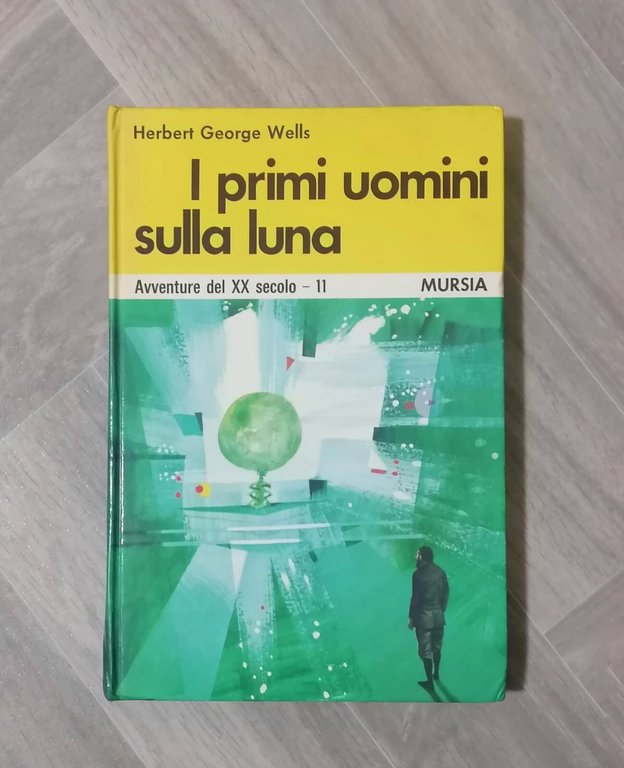 Herbert George Wells
I primi uomini
sulla luna
Avventure del XX secolo – 11 MURSIA